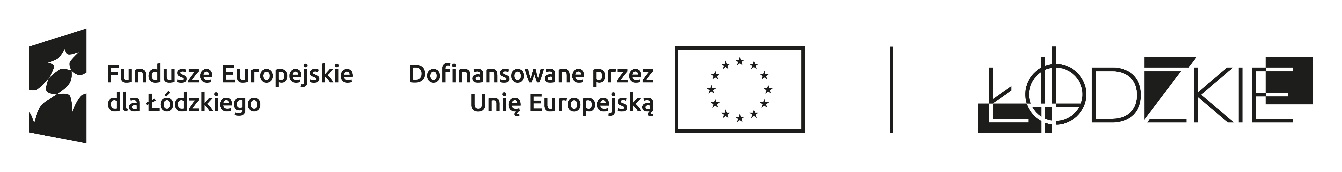 Fundusze Europejskie
dla Łódzkiego
Dofinansowane przez
Unię Europejską
ŁÓDZKIE